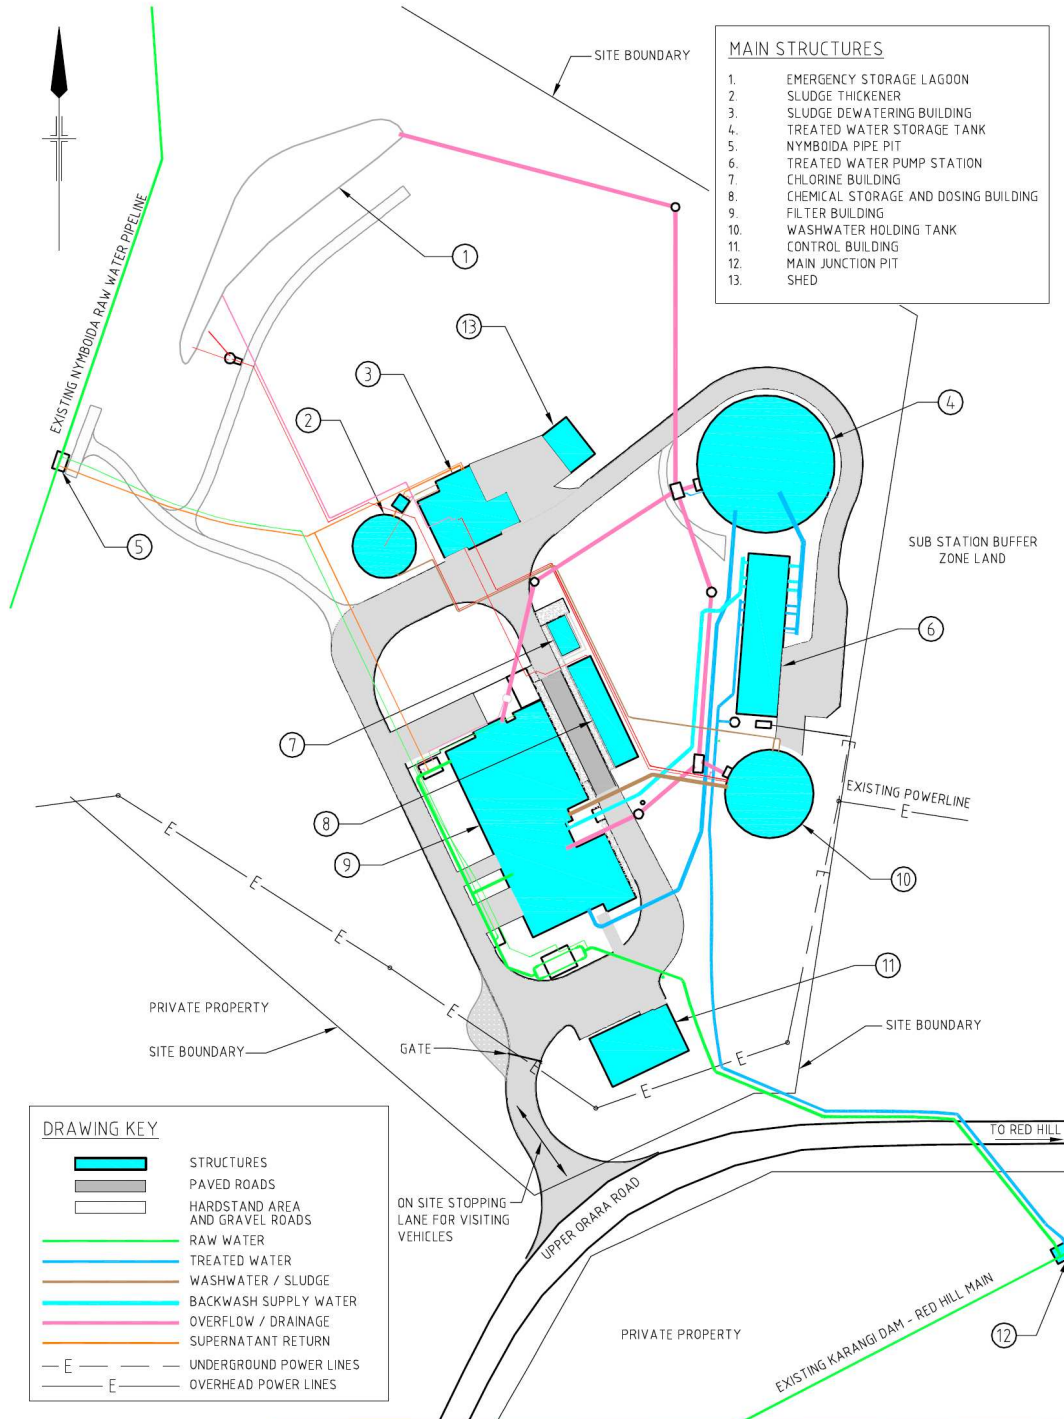 SITE BOUNDARY
MAIN STRUCTURES
1. EMERGENCY STORAGE LAGOON
2. SLUDGE THICKENER
3. SLUDGE DEWATERING BUILDING
4. TREATED WATER STORAGE TANK
5. NYMBOIDA PIPE PIT
6. TREATED WATER PUMP STATION
7. CHLORINE BUILDING
8. CHEMICAL STORAGE AND DOSING BUILDING
9. FILTER BUILDING
10. WASHWATER HOLDING TANK
11. CONTROL BUILDING
12. MAIN JUNCTION PIT
13. SHED
EXISTING NYMBOIDA RAW WATER PIPELINE
1
13
3
4
2
5
SUB STATION BUFFER
ZONE LAND
6
7
EXISTING POWERLINE
E
8
9
10
E
E
E
E
E
11
PRIVATE PROPERTY
SITE BOUNDARY
GATE
SITE BOUNDARY
E
E
E
E
DRAWING KEY
STRUCTURES
PAVED ROADS
HARDSTAND AREA
AND GRAVEL ROADS
RAW WATER
TREATED WATER
WASHWATER / SLUDGE
BACKWASH SUPPLY WATER
OVERFLOW / DRAINAGE
SUPERNATANT RETURN
E UNDERGROUND POWER LINES
E OVERHEAD POWER LINES
ON SITE STOPPING
LANE FOR VISITING
VEHICLES
UPPER ORARA ROAD
TO RED HILL
PRIVATE PROPERTY
EXISTING KARANGI DAM - RED HILL MAIN
12